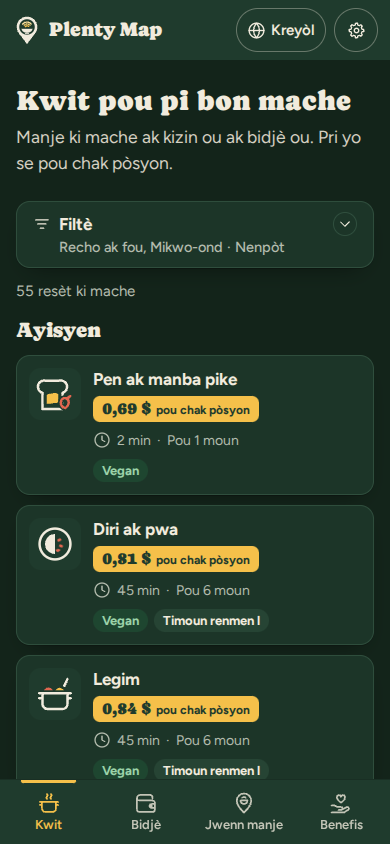 Plenty Map
Kreyòl
Kwit pou pi bon mache
Manje ki mache ak kizin ou ak bidjè ou. Pri yo
se pou chak pòsyon.
Filtè
Recho ak fou, Mikwo-ond · Nenpòt
55 resèt ki mache
Ayisyen
Pen ak manba pike
0,69 $ pou chak pòsyon
2 min · Pou 1 moun
Vegan
Diri ak pwa
0,81 $ pou chak pòsyon
45 min · Pou 6 moun
Vegan Timoun renmen l
Legim
0,84 $ pou chak pòsyon
45 min · Pou 6 moun
Vegan Timoun renmen l
Kwit Bidjè Jwenn manje Benefis